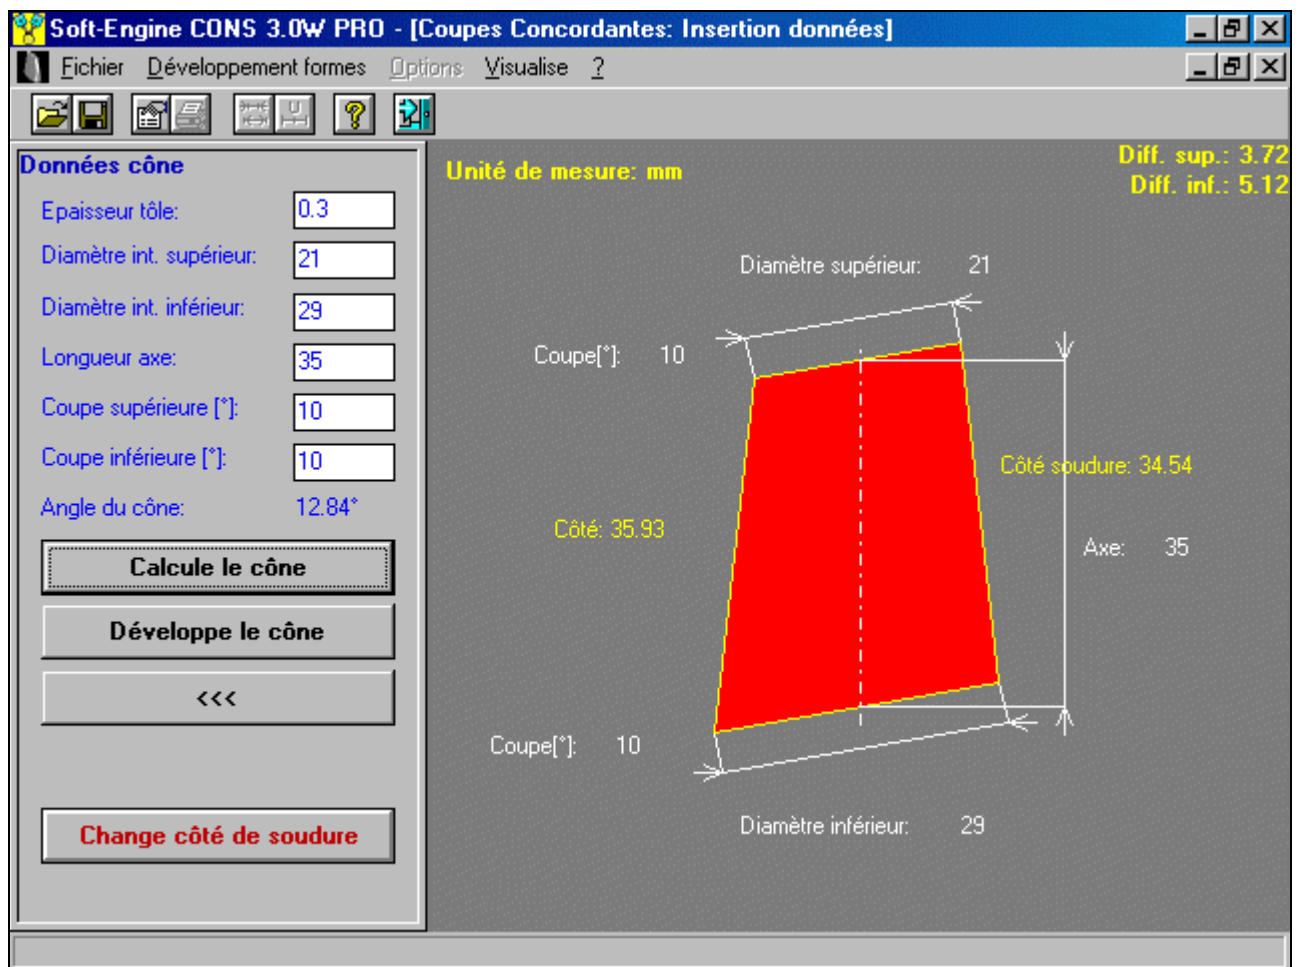 Soft-Engine CONS 3.0W PRO - [Coupes Concordantes: Insertion données]
Fichier Développement formes Options Visualise ?
Données cône
Epaisseur tôle: 0.3
Diamètre int. supérieur: 21
Diamètre int. inférieur: 29
Longueur axe: 35
Coupe supérieure [°]: 10
Coupe inférieure [°]: 10
Angle du cône: 12.84°
Calcule le cône
Développe le cône
<<<
Change côté de soudure
Unité de mesure: mm
Diff. sup.: 3.72
Diff. inf.: 5.12
Diamètre supérieur: 21
Coupe[°]: 10
Côté soudure: 34.54
Côté: 35.93
Axe: 35
Coupe[°]: 10
Diamètre inférieur: 29